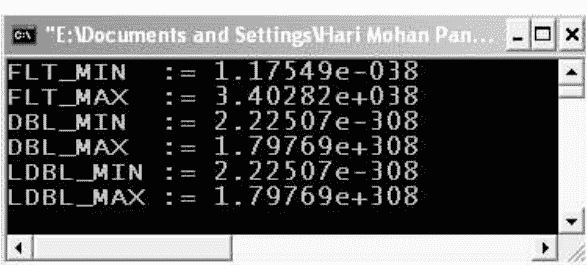 "E:\Documents and Settings\Hari Mohan Pan...
FLT_MIN := 1.17549e-038
FLT_MAX := 3.40282e+038
DBL_MIN := 2.22507e-308
DBL_MAX := 1.79769e+308
LDBL_MIN := 2.22507e-308
LDBL_MAX := 1.79769e+308